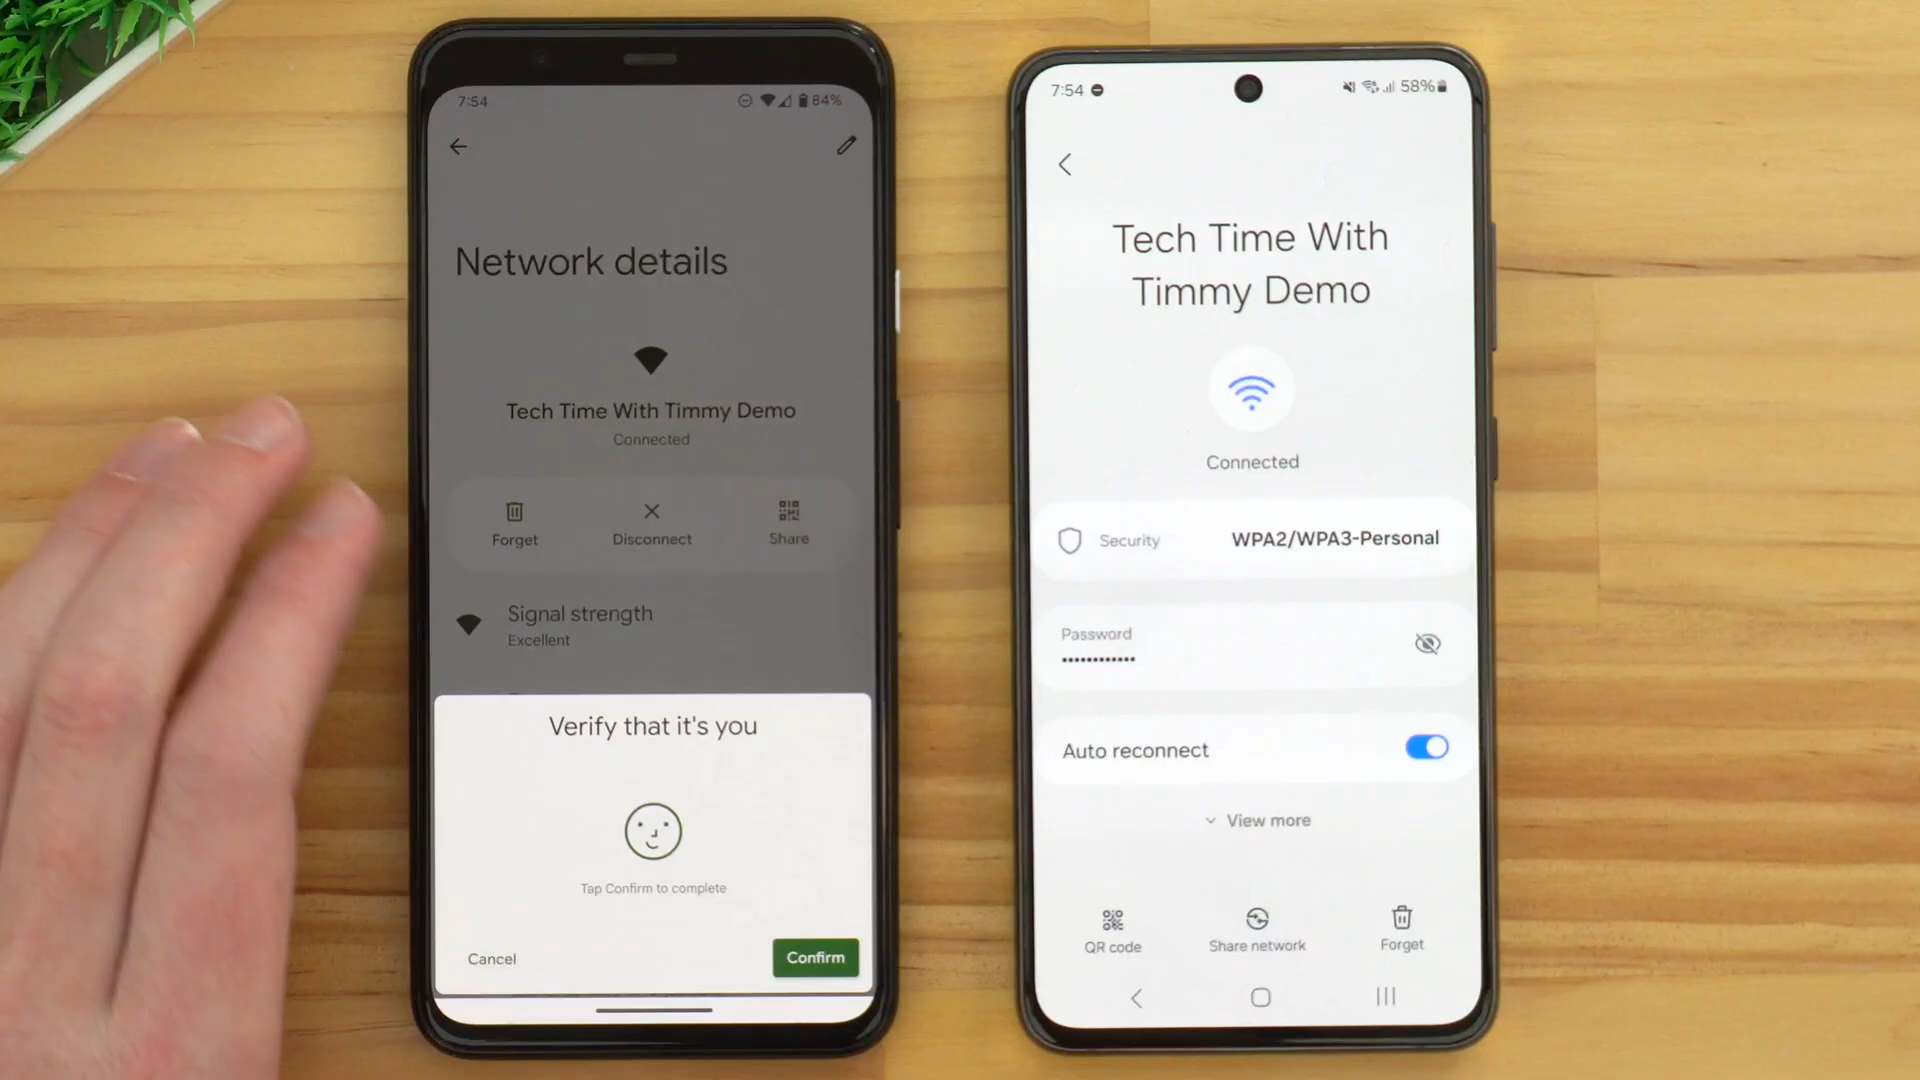 7:54
84%
Network details
Tech Time With Timmy Demo
Connected
Forget
Disconnect
Share
Signal strength
Excellent
Verify that it's you
Tap Confirm to complete
Cancel
Confirm
7:54
58%
Tech Time With
Timmy Demo
Connected
Security
WPA2/WPA3-Personal
Password
••••••••••••
Auto reconnect
View more
QR code
Share network
Forget